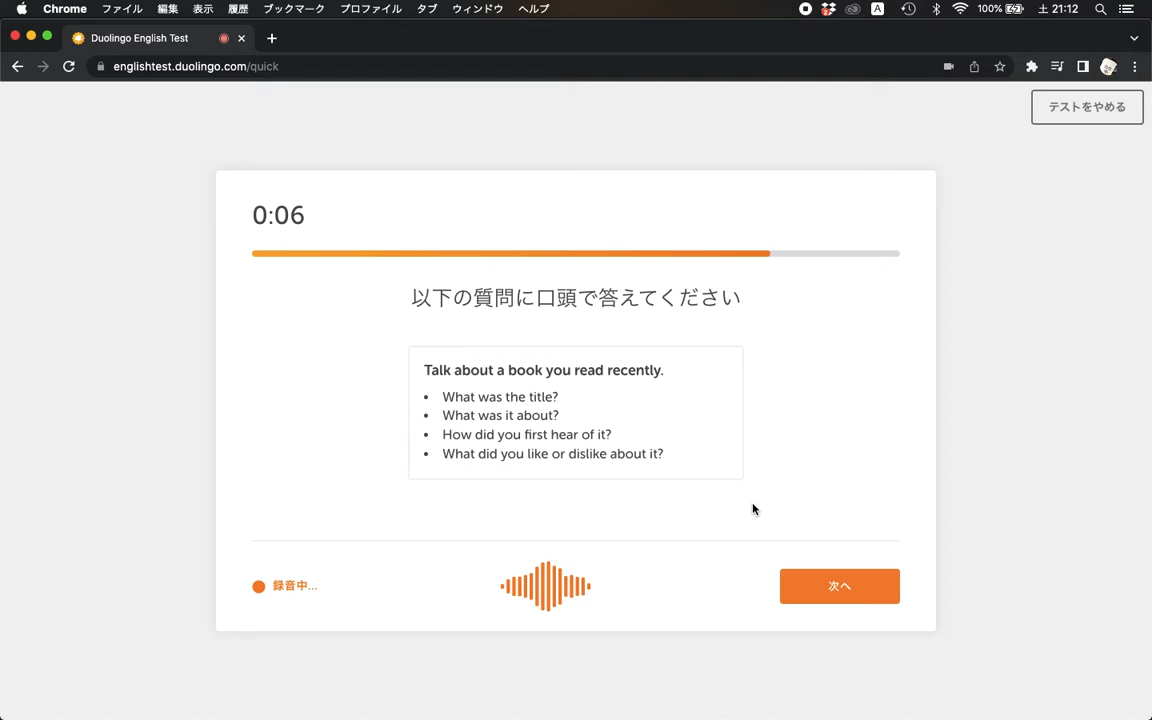 Chrome ファイル 編集 表示 履歴 ブックマーク プロファイル タブ ウィンドウ ヘルプ A 100% 土 21:12
Duolingo English Test
englishtest.duolingo.com/quick
テストをやめる
0:06
以下の質問に口頭で答えてください
Talk about a book you read recently.
• What was the title?
• What was it about?
• How did you first hear of it?
• What did you like or dislike about it?
録音中...
次へ